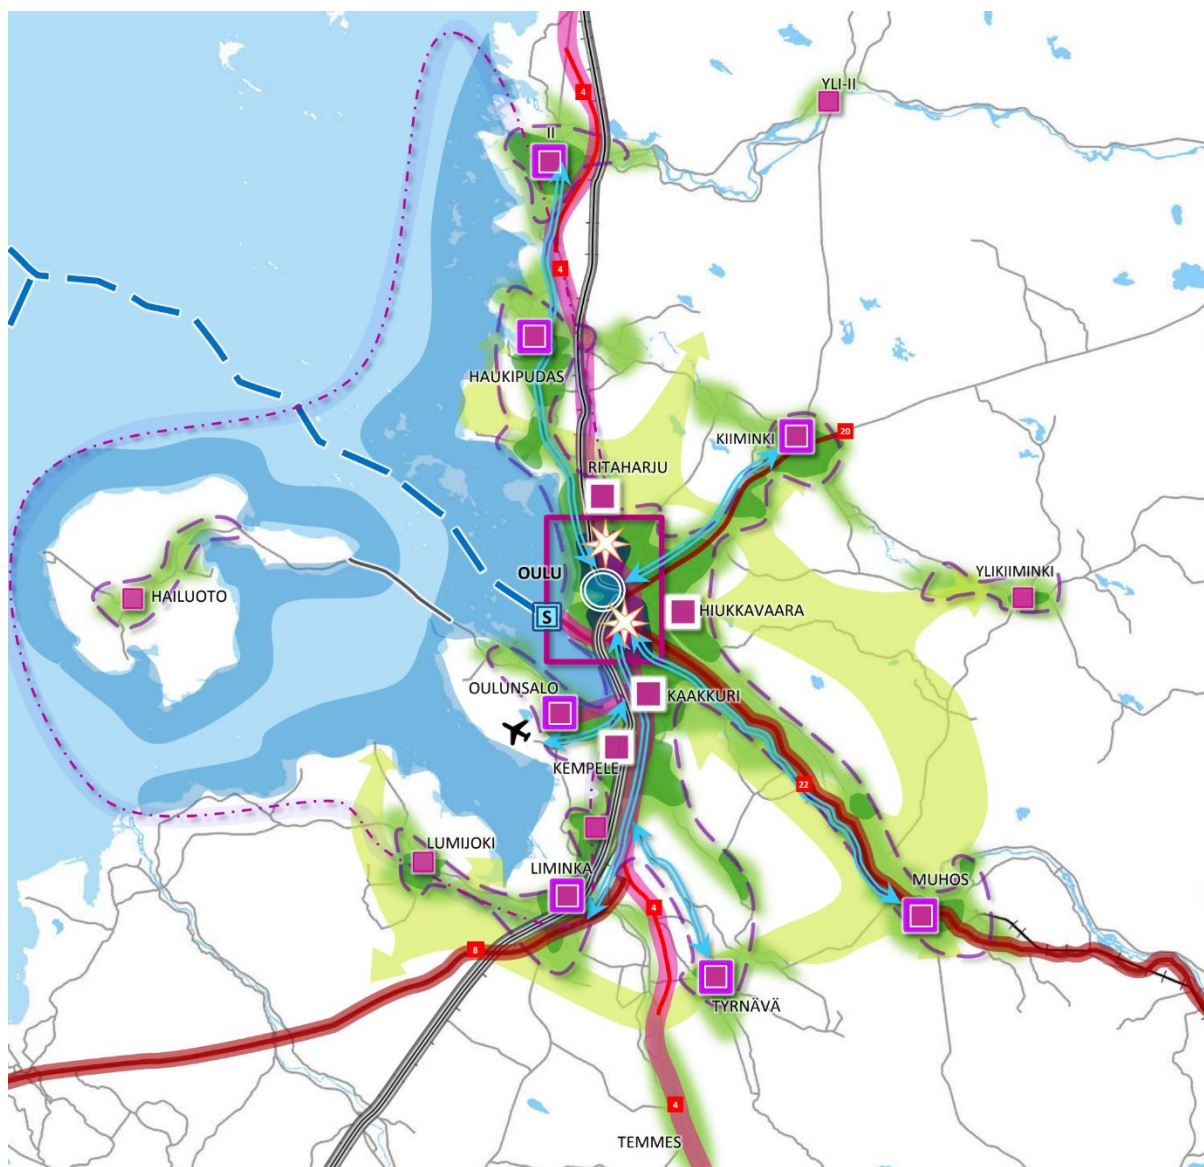 YLI-II
4
II
4
HAUKIPUDAS
KIIMINKI
20
RITAHARJU
OULU
YLIKIIMINKI
HAILUOTO
S
HIUKKAVAARA
OULUNSALO
KAAKKURI
KEMPELE
22
LUMIJOKI
LIMINKA
MUHOS
4
8
TYRNÄVÄ
4
TEMMES